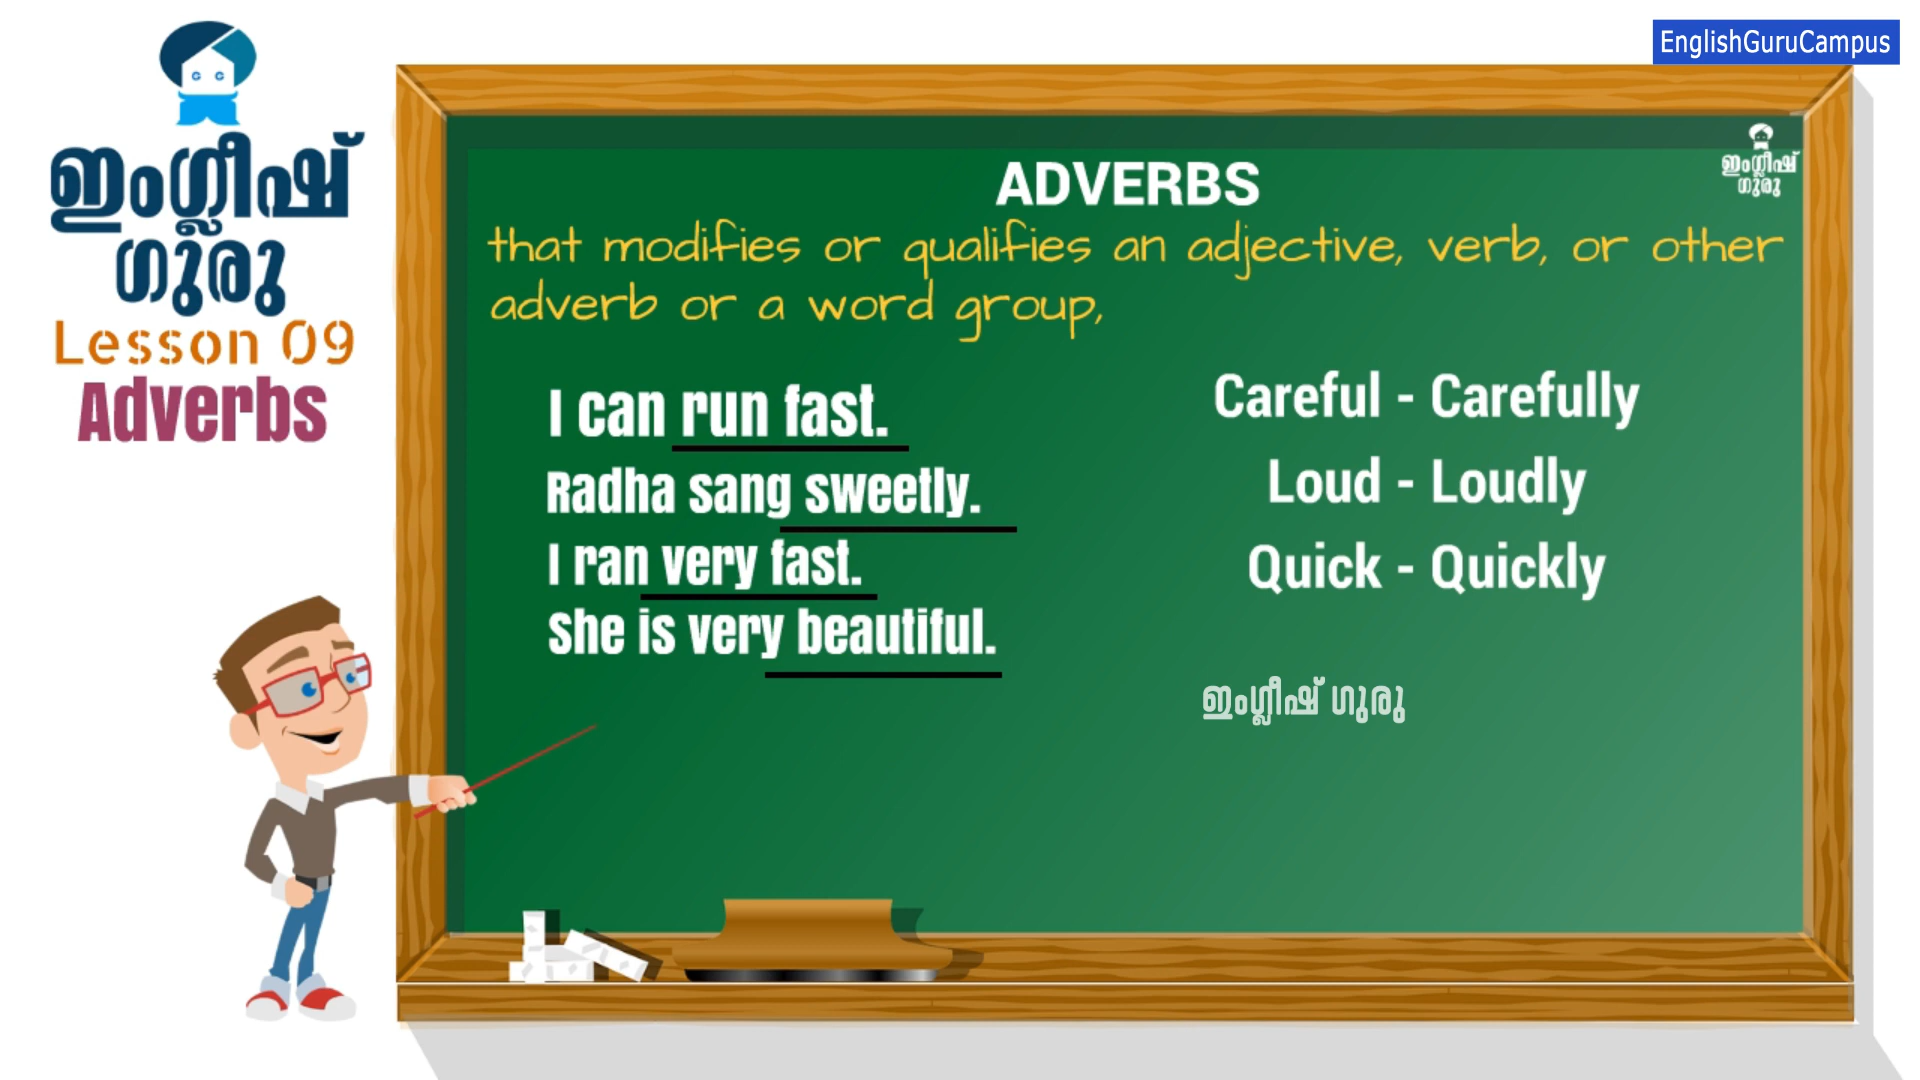 EnglishGuruCampus
ഇംഗ്ലീഷ്
ഗുരു
Lesson 09
Adverbs
ഇംഗ്ലീഷ്
ഗുരു
ADVERBS
that modifies or qualifies an adjective, verb, or other
adverb or a word group,
I can run fast.
Radha sang sweetly.
I ran very fast.
She is very beautiful.
Careful - Carefully
Loud - Loudly
Quick - Quickly
ഇംഗ്ലീഷ് ഗുരു